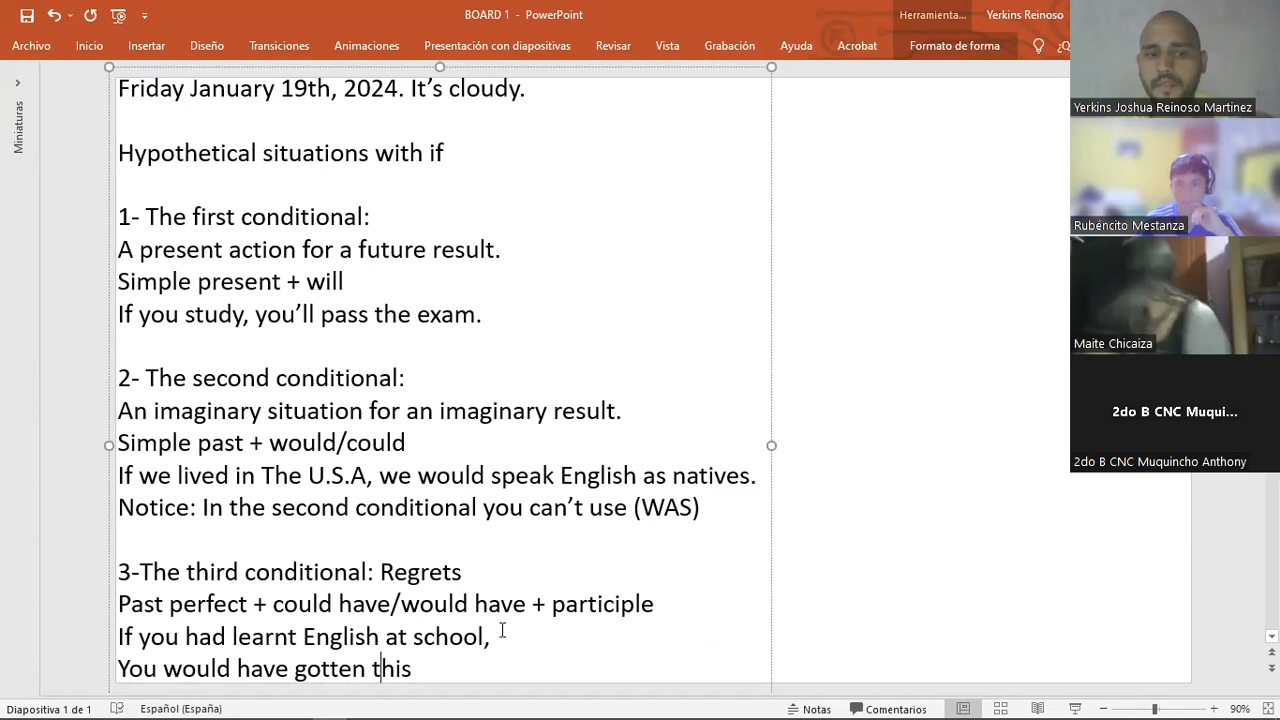 BOARD 1 - PowerPoint
Herramienta...
Yerkins Reinoso
Archivo
Inicio
Insertar
Diseño
Transiciones
Animaciones
Presentación con diapositivas
Revisar
Vista
Grabación
Ayuda
Acrobat
Formato de forma
¿Q
Miniaturas
Friday January 19th, 2024. It’s cloudy.
Hypothetical situations with if
1- The first conditional:
A present action for a future result.
Simple present + will
If you study, you’ll pass the exam.
2- The second conditional:
An imaginary situation for an imaginary result.
Simple past + would/could
If we lived in The U.S.A, we would speak English as natives.
Notice: In the second conditional you can’t use (WAS)
3-The third conditional: Regrets
Past perfect + could have/would have + participle
If you had learnt English at school,
You would have gotten this
Yerkins Joshua Reinoso Martinez
Rubéncito Mestanza
Maite Chicaiza
2do B CNC Muqui...
2do B CNC Muquincho Anthony
Diapositiva 1 de 1
Español (España)
Notas
Comentarios
90%